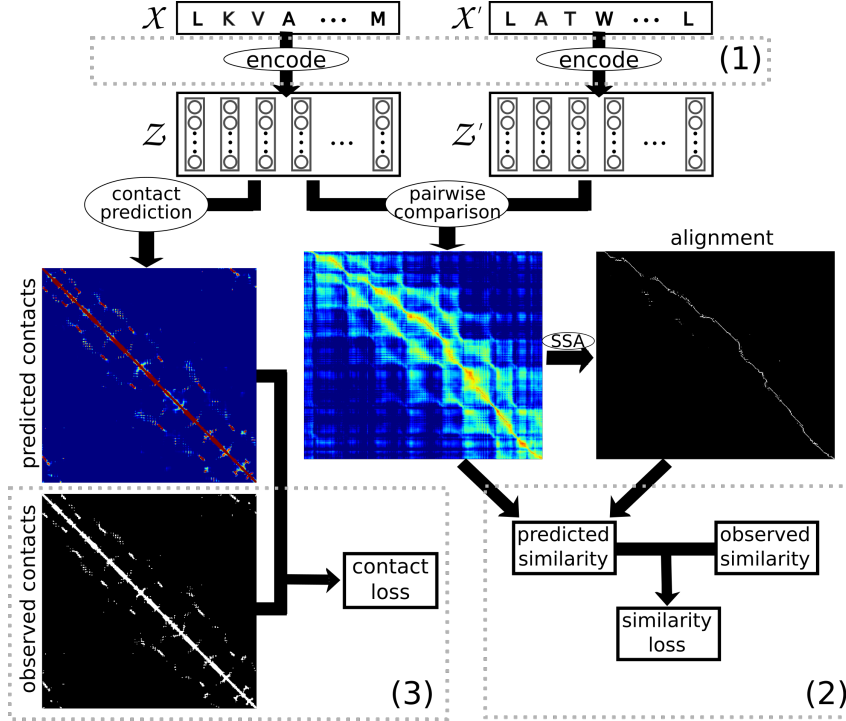 X L K V A ... M
X' L A T W ... L
encode encode (1)
Z ... Z' ...
contact
prediction
pairwise
comparison
alignment
predicted contacts
SSA
observed contacts
predicted
similarity
observed
similarity
contact
loss
similarity
loss
(3)
(2)